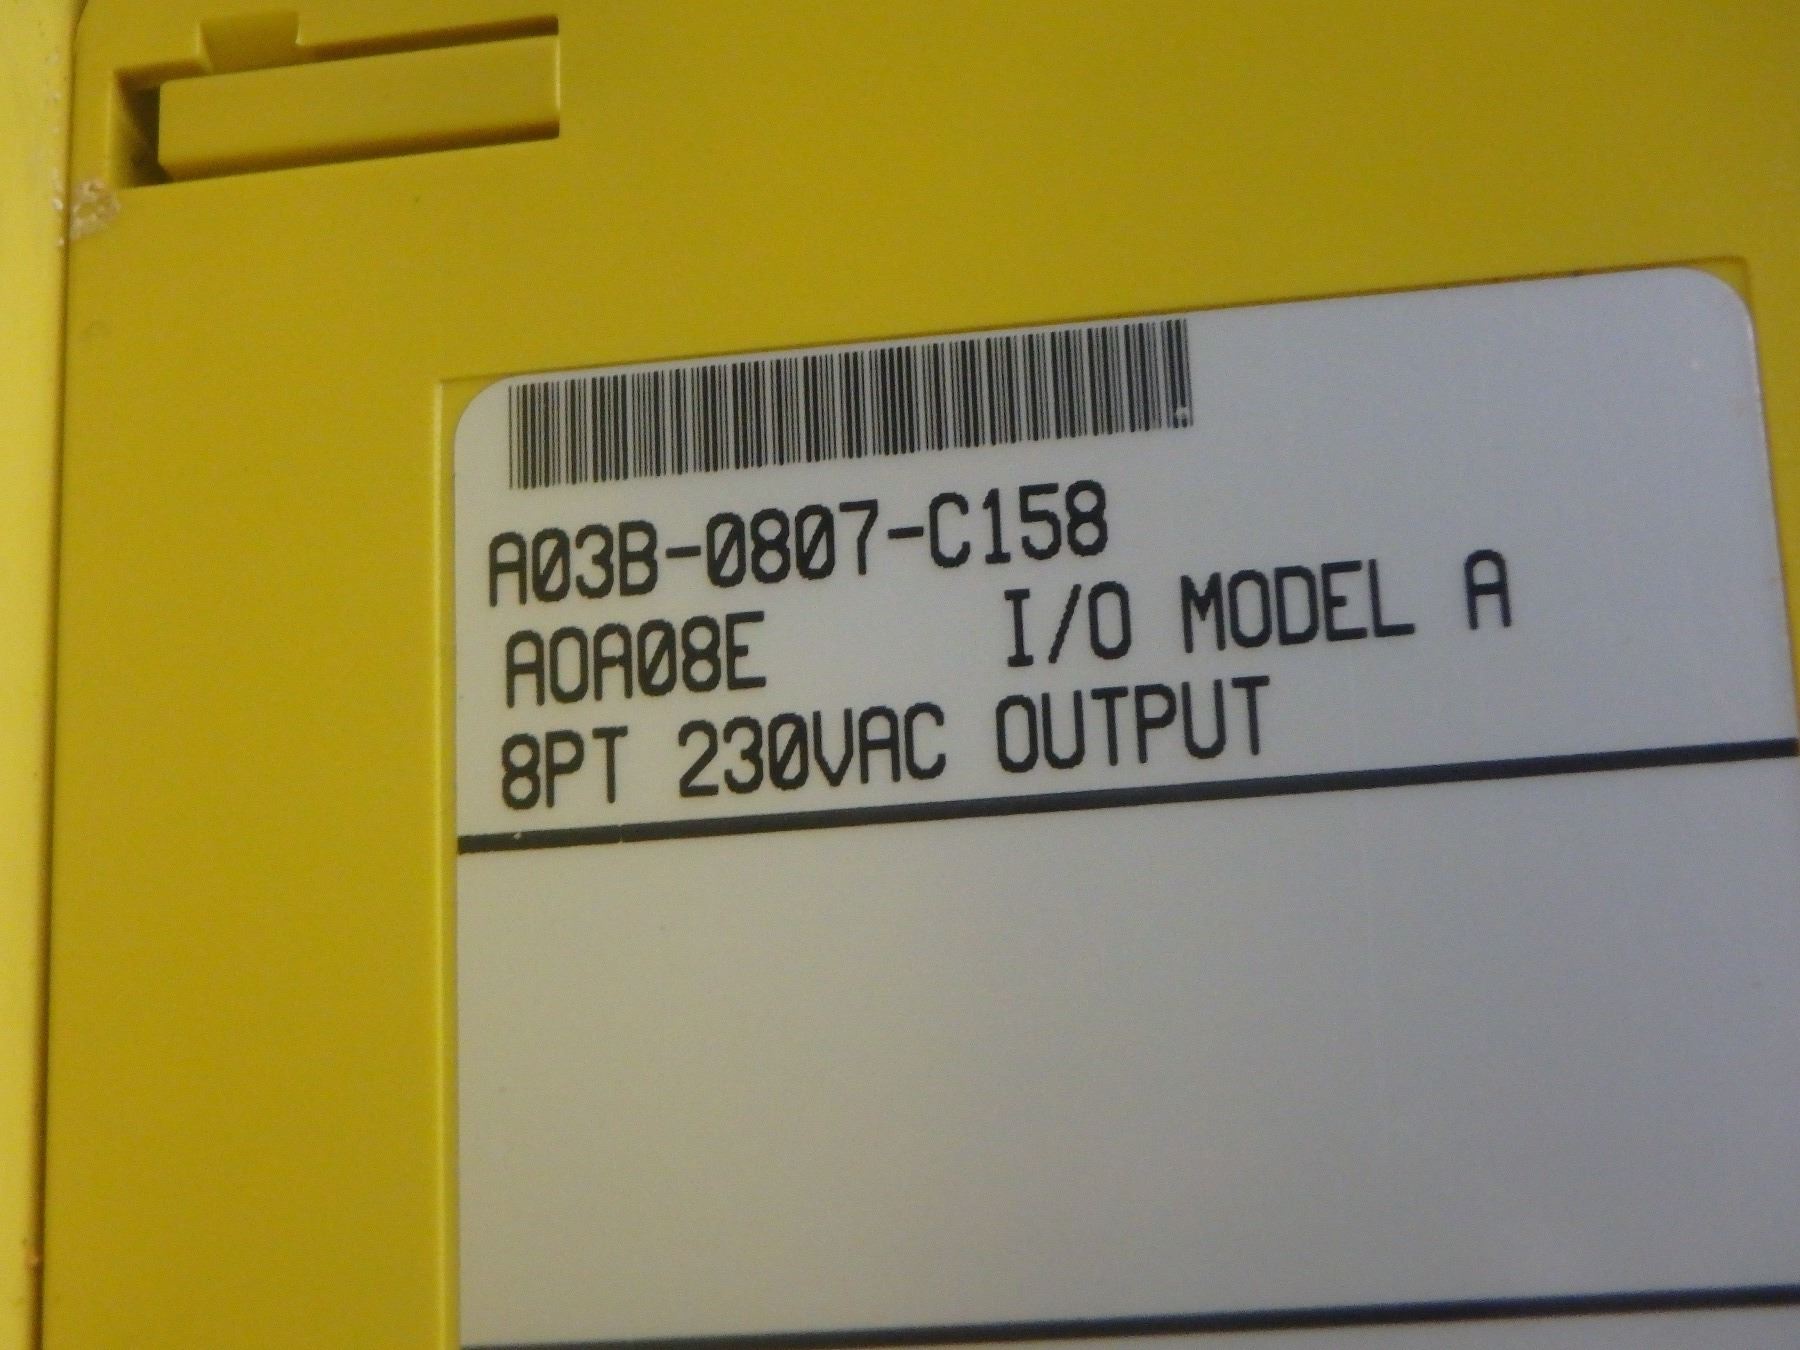 A03B-0807-C158
AOA08E I/O MODEL A
8PT 230VAC OUTPUT